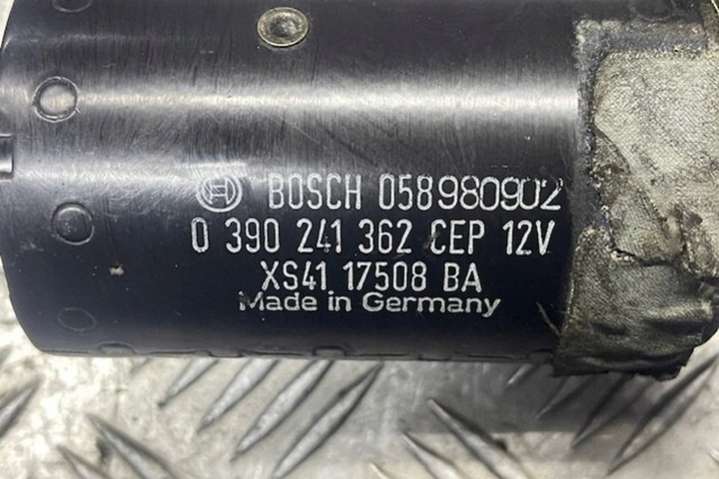 BOSCH 058980902
0 390 241 362 CEP 12V
XS41 17508 BA
Made in Germany